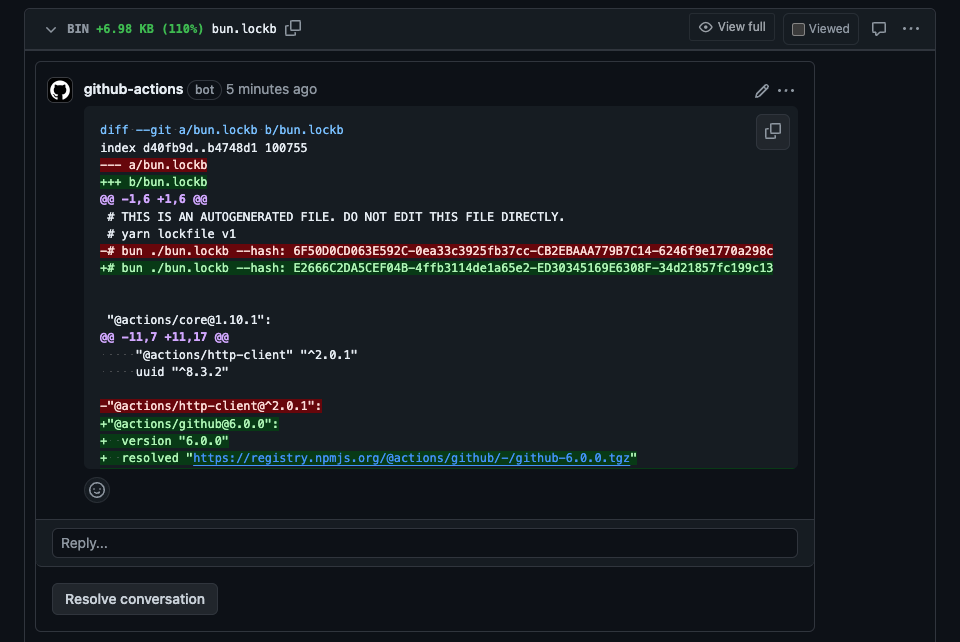 BIN +6.98 KB (110%) bun.lockb View full Viewed
github-actions bot 5 minutes ago
diff --git a/bun.lockb b/bun.lockb
index d40fb9d..b4748d1 100755
--- a/bun.lockb
+++ b/bun.lockb
@@ -1,6 +1,6 @@
# THIS IS AN AUTOGENERATED FILE. DO NOT EDIT THIS FILE DIRECTLY.
# yarn lockfile v1
-# bun ./bun.lockb --hash: 6F50D0CD063E592C-0ea33c3925fb37cc-CB2EBAAA779B7C14-6246f9e1770a298c
+# bun ./bun.lockb --hash: E2666C2DA5CEF04B-4ffb3114de1a65e2-ED30345169E6308F-34d21857fc199c13
"@actions/core@1.10.1":
@@ -11,7 +11,17 @@
"@actions/http-client" "^2.0.1"
uuid "^8.3.2"
-"@actions/http-client@^2.0.1":
+"@actions/github@6.0.0":
+  version "6.0.0"
+  resolved "https://registry.npmjs.org/@actions/github/-/github-6.0.0.tgz"
Reply...
Resolve conversation